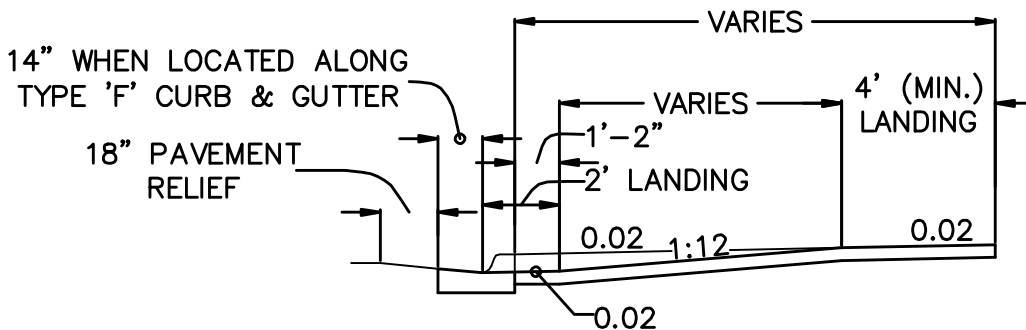 VARIES
14” WHEN LOCATED ALONG
TYPE 'F' CURB & GUTTER
VARIES
4' (MIN.)
LANDING
1'-2”
18” PAVEMENT
RELIEF
2' LANDING
0.02
1:12
0.02
0.02